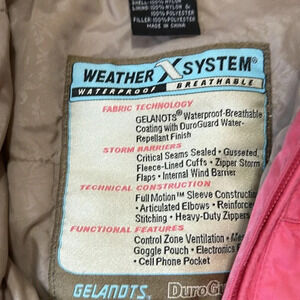 SHELL:100% NYLON
LINING:100% NYLON &
100% POLYESTER
FILLER:100% POLYESTER
MADE IN CHINA
WEATHER X SYSTEM®
WATERPROOF BREATHABLE
FABRIC TECHNOLOGY
GELANOTS® Waterproof-Breathable
Coating with DuroGuard Water-
Repellant Finish
STORM BARRIERS
Critical Seams Sealed • Gusseted,
Fleece-Lined Cuffs • Zipper Storm
Flaps • Internal Wind Barrier
TECHNICAL CONSTRUCTION
Full Motion™ Sleeve Construction
• Articulated Elbows •
Stitching • Heavy-Duty Zippers
FUNCTIONAL FEATURES
Control Zone Ventilation •
Goggle Pouch •
• Cell Phone Pocket
GELANOTS.